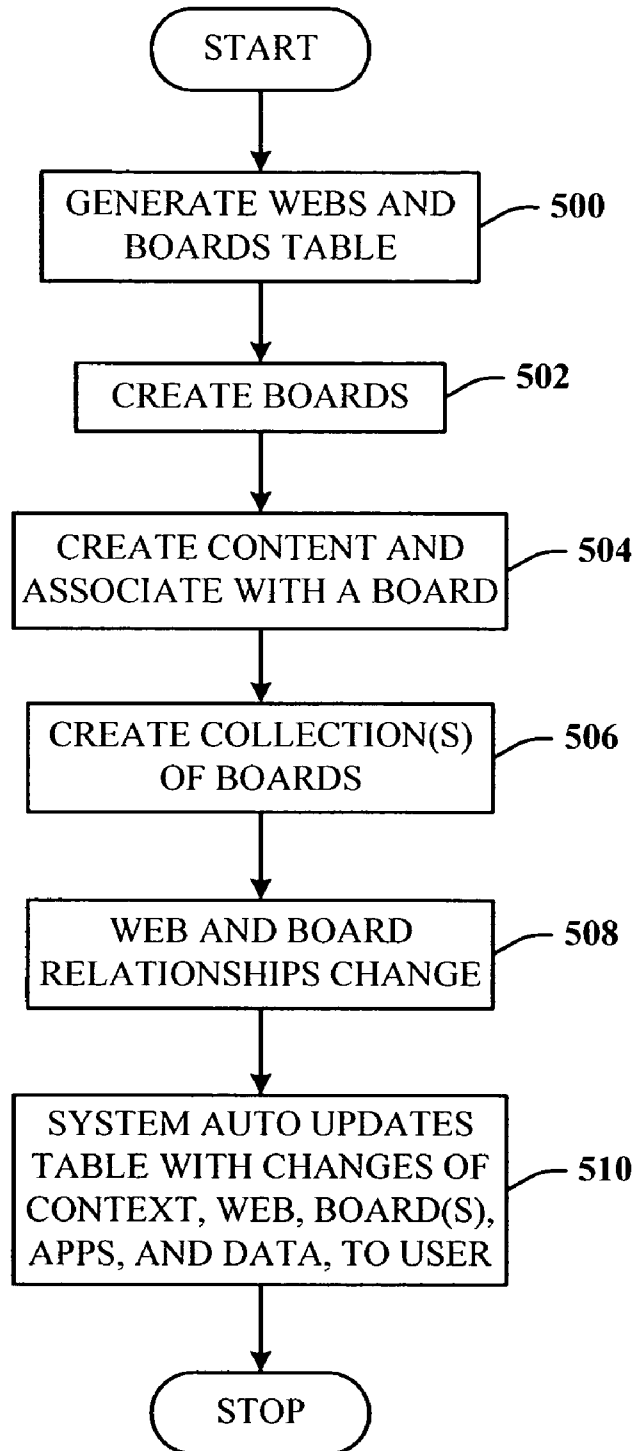 START
GENERATE WEBS AND
BOARDS TABLE
500
CREATE BOARDS
502
CREATE CONTENT AND
ASSOCIATE WITH A BOARD
504
CREATE COLLECTION(S)
OF BOARDS
506
WEB AND BOARD
RELATIONSHIPS CHANGE
508
SYSTEM AUTO UPDATES
TABLE WITH CHANGES OF
CONTEXT, WEB, BOARD(S),
APPS, AND DATA, TO USER
510
STOP